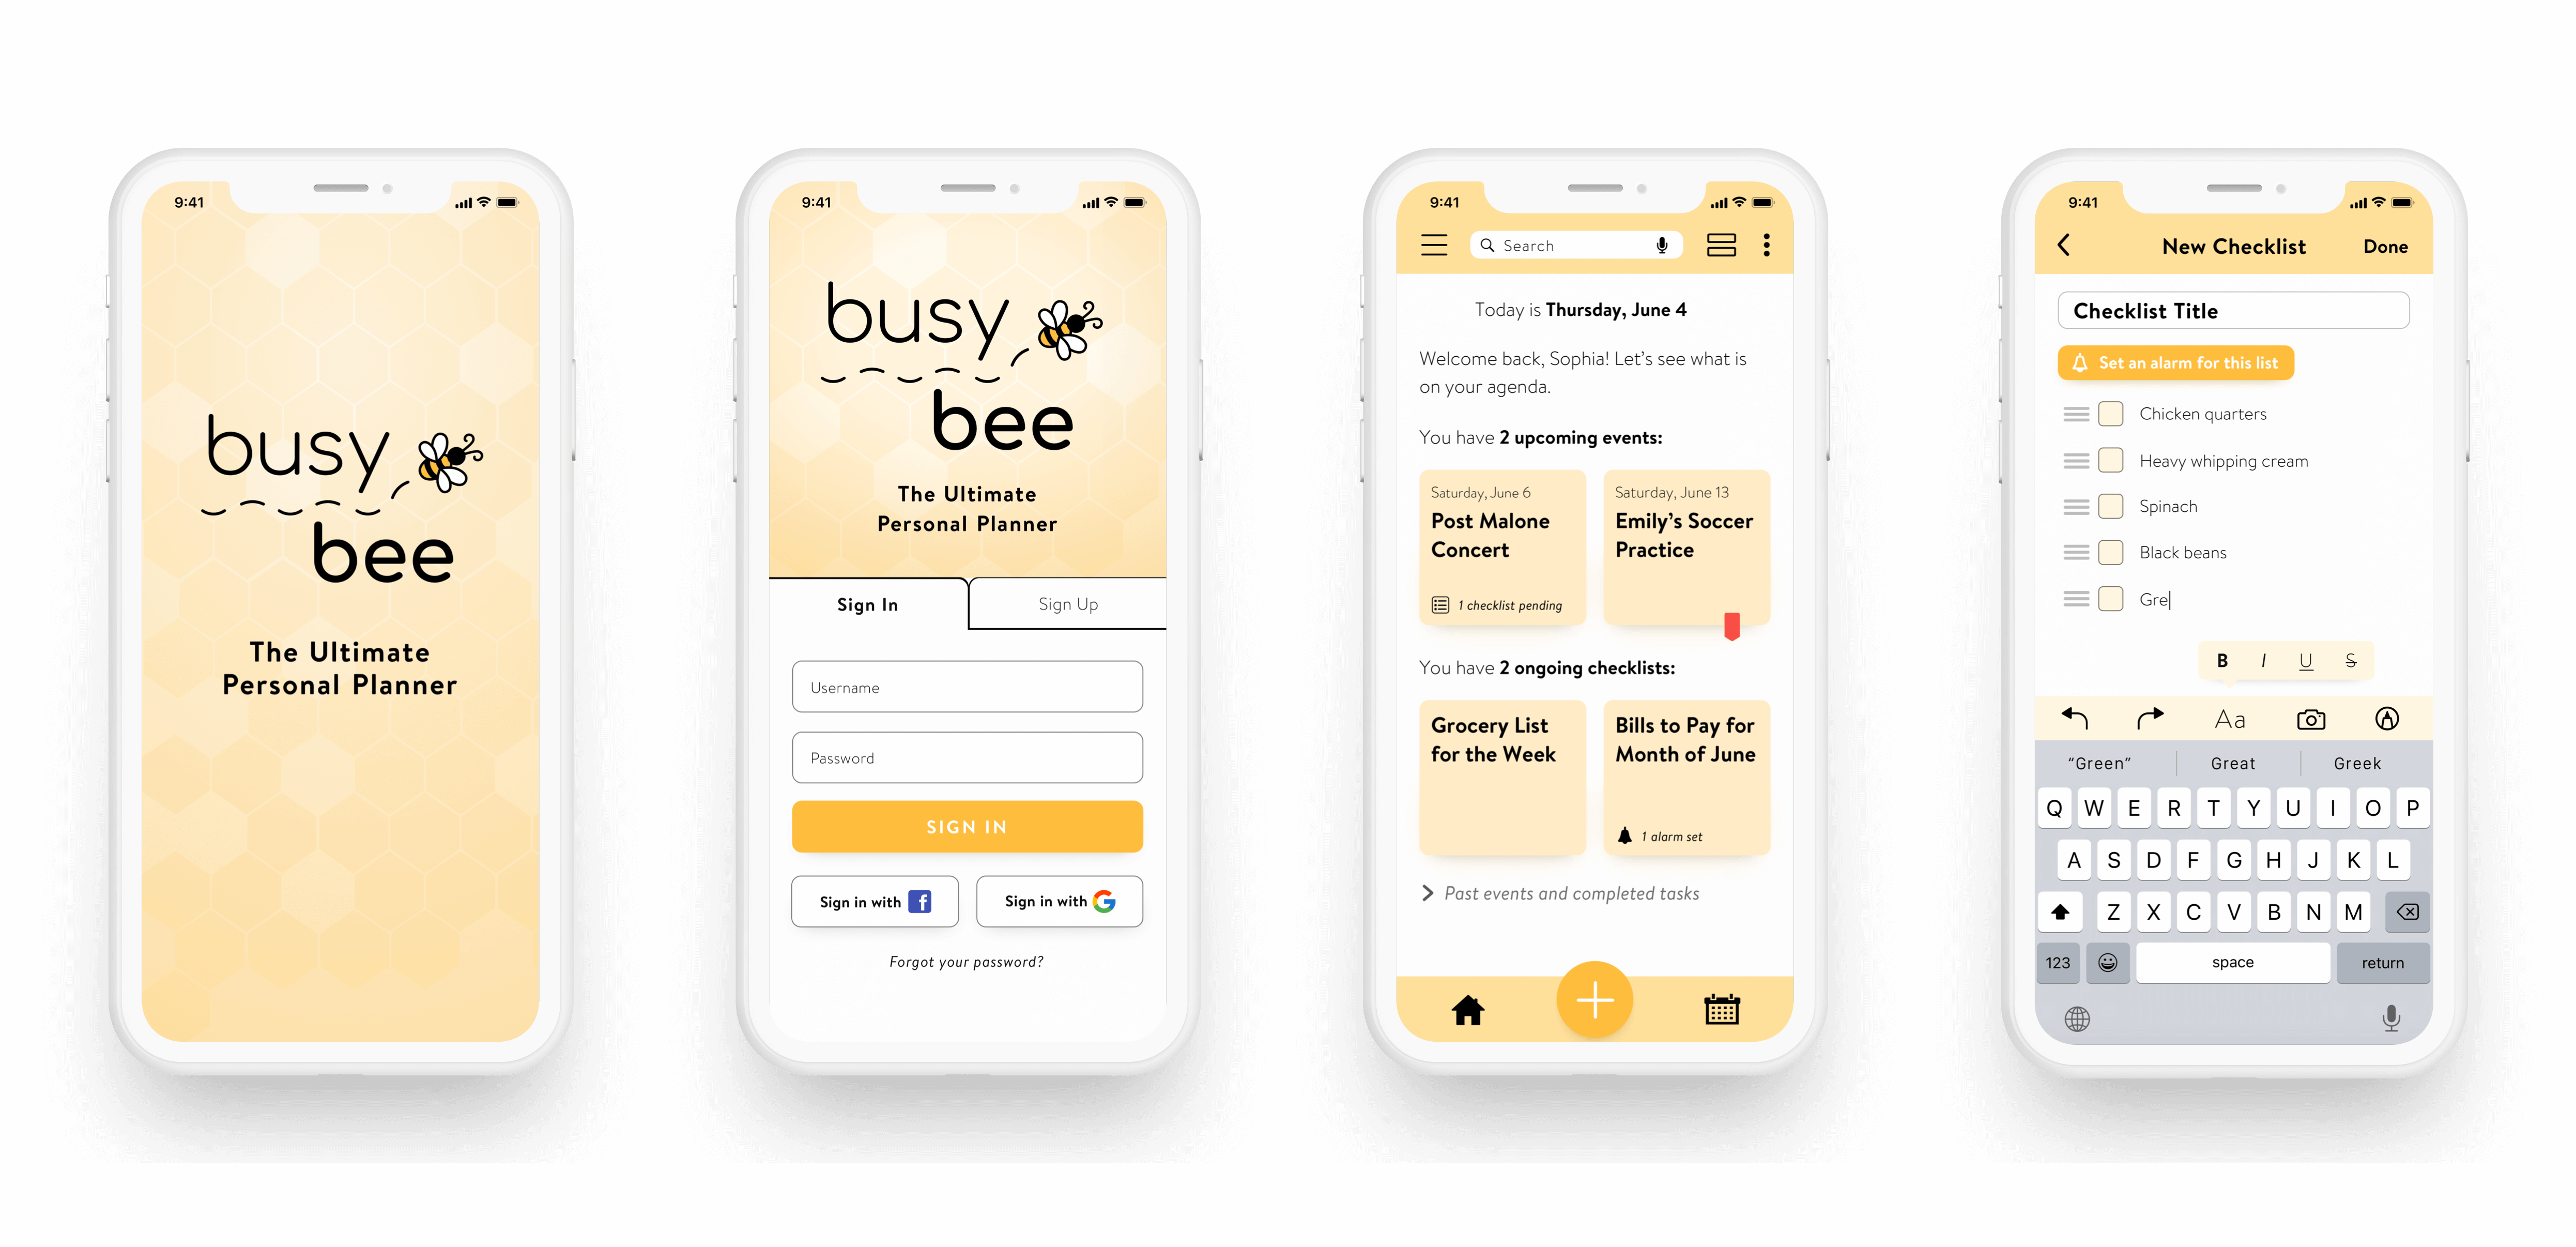 9:41
busy
bee
The Ultimate
Personal Planner
9:41
busy
bee
The Ultimate
Personal Planner
Sign In
Sign Up
Username
Password
SIGN IN
Sign in with
Sign in with
Forgot your password?
9:41
Search
Today is Thursday, June 4
Welcome back, Sophia! Let's see what is
on your agenda.
You have 2 upcoming events:
Saturday, June 6
Post Malone
Concert
1 checklist pending
Saturday, June 13
Emily's Soccer
Practice
You have 2 ongoing checklists:
Grocery List
for the Week
Bills to Pay for
Month of June
1 alarm set
Past events and completed tasks
9:41
New Checklist
Done
Checklist Title
Set an alarm for this list
Chicken quarters
Heavy whipping cream
Spinach
Black beans
Gre
B I U S
Aa
"Green" Great Greek
Q W E R T Y U I O P
A S D F G H J K L
Z X C V B N M
123 space return